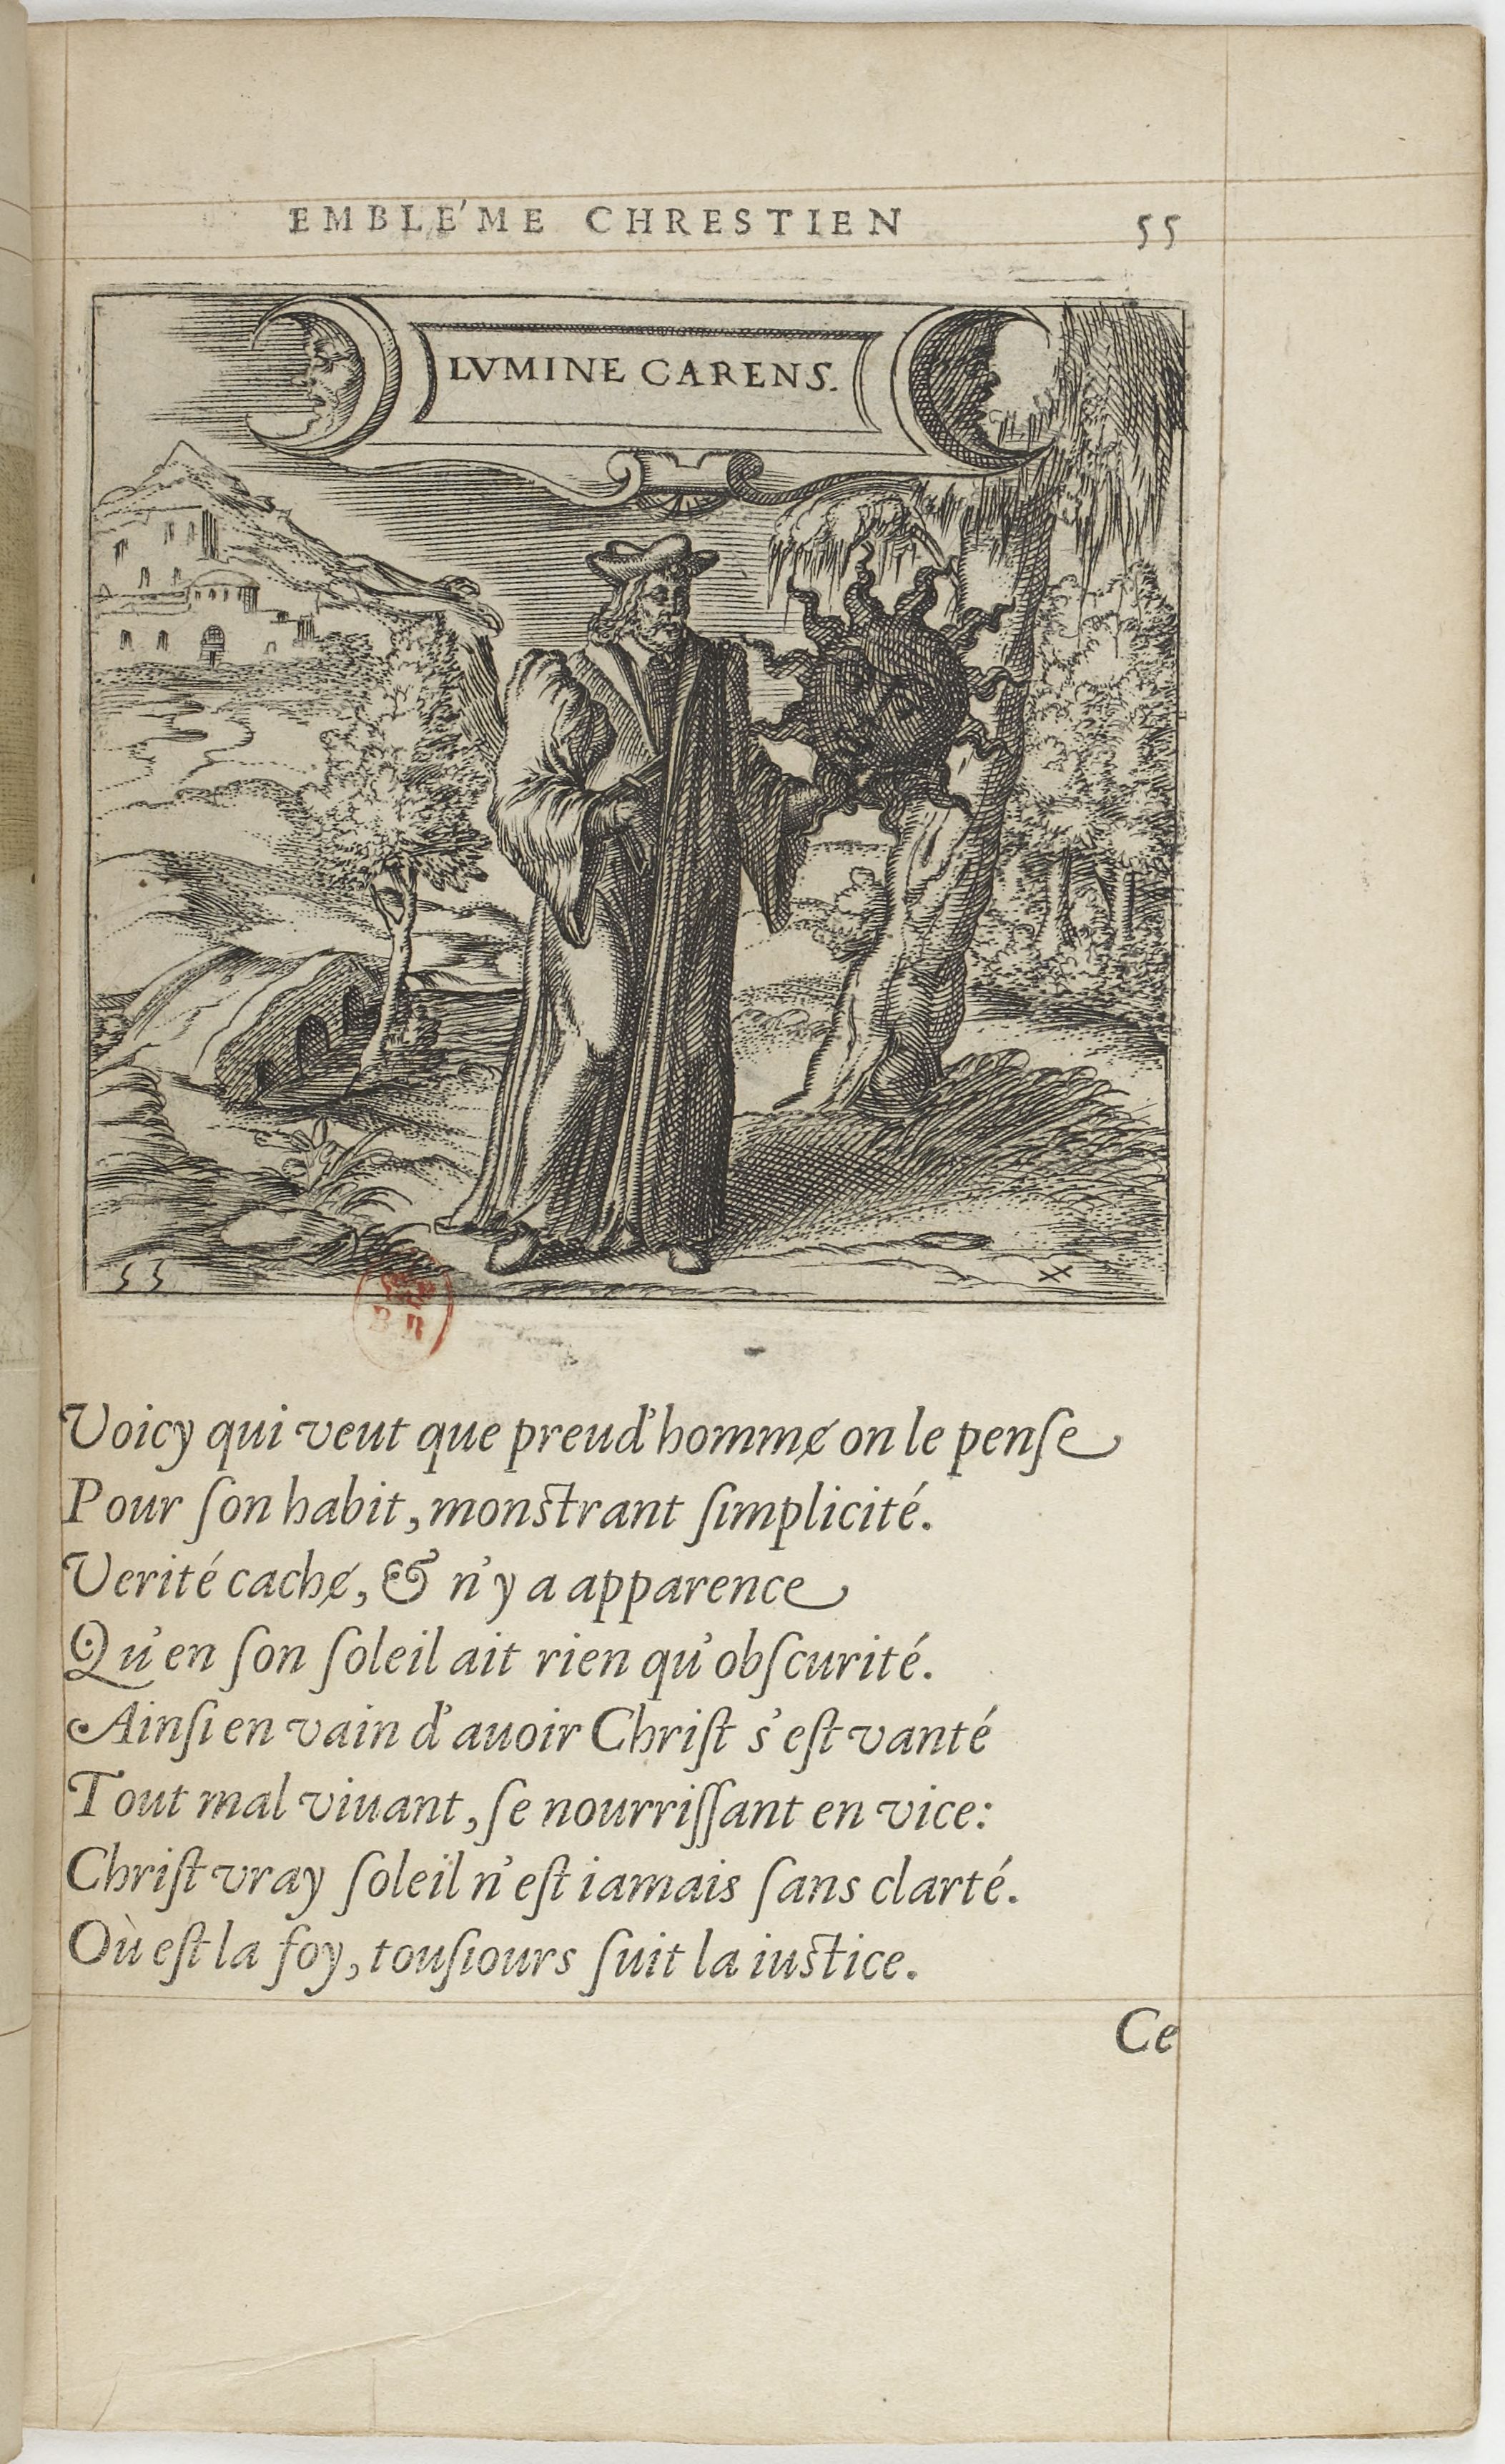 EMBLE'ME CHRESTIEN 55
LVMINE CARENS.
55
X
Voicy qui veut que preud'homme̸ on le penſe
Pour ſon habit, monſtrant ſimplicité.
Verité cache̸, & n'y a apparence
Qu'en ſon ſoleil ait rien qu'obſcurité.
Ainſi en vain d'auoir Chriſt s'eſt vanté
Tout mal viuant, ſe nourriſſant en vice:
Chriſt vray ſoleil n'eſt iamais ſans clarté.
Où eſt la foy, touſiours ſuit la iuſtice.
Ce